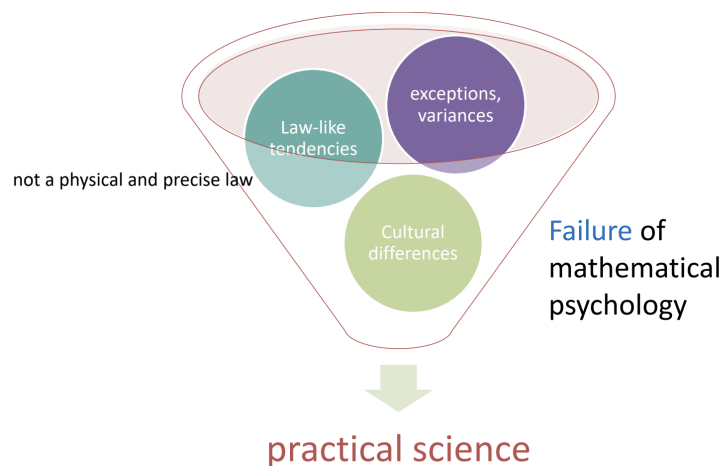 exceptions,
variances
Law-like
tendencies
not a physical and precise law
Cultural
differences
Failure of
mathematical
psychology
practical science